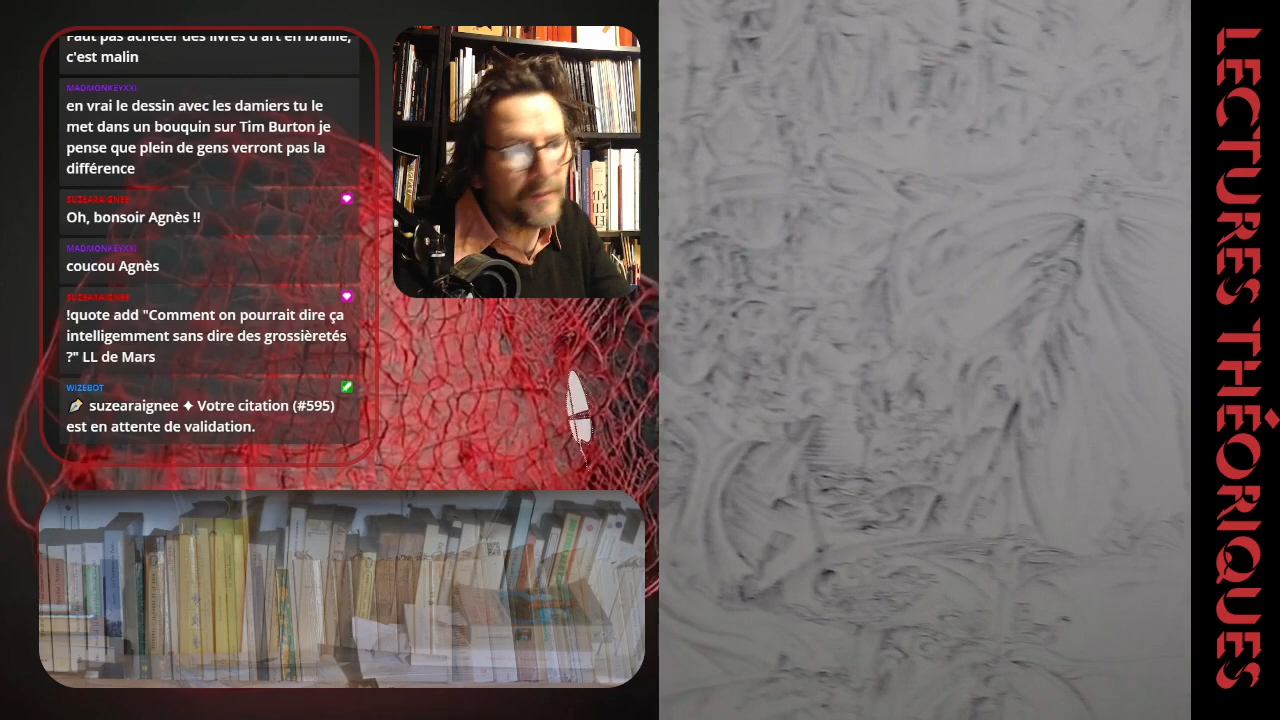 Faut pas acheter des livres d'art en braille,
c'est malin
MADMONKEYXXI
en vrai le dessin avec les damiers tu le
met dans un bouquin sur Tim Burton je
pense que plein de gens verront pas la
différence
SUZEARAIGNEE
Oh, bonsoir Agnès !!
MADMONKEYXXI
coucou Agnès
SUZEARAIGNEE
!quote add "Comment on pourrait dire ça
intelligemment sans dire des grossièretés
?" LL de Mars
WIZEBOT
suzearaignee ✦ Votre citation (#595)
est en attente de validation.
LECTURES THÉORIQUES